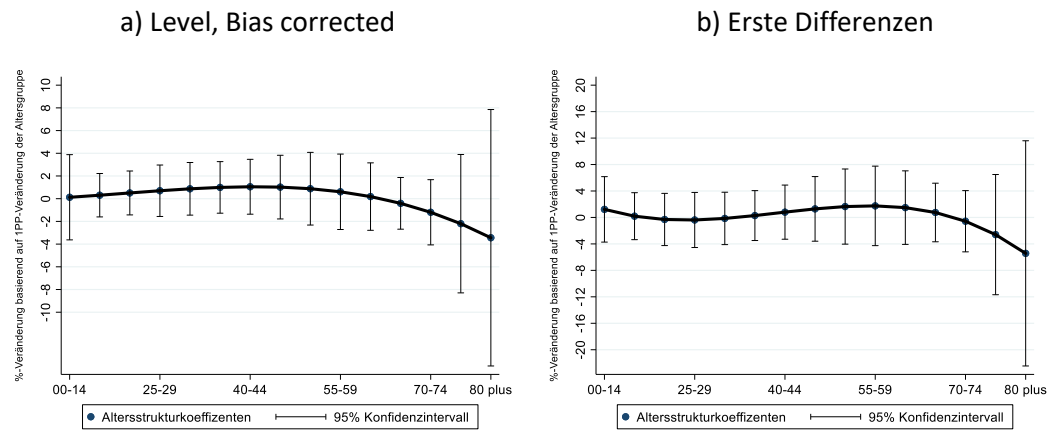 a) Level, Bias corrected
%-Veränderung basierend auf 1PP-Veränderung der Altersgruppe
10
8
6
4
2
0
-2
-4
-6
-8
-10
00-14 25-29 40-44 55-59 70-74 80 plus
Altersstrukturkoeffizenten 95% Konfidenzintervall
b) Erste Differenzen
%-Veränderung basierend auf 1PP-Veränderung der Altersgruppe
20
16
12
8
4
0
-4
-8
-12
-16
-20
00-14 25-29 40-44 55-59 70-74 80 plus
Altersstrukturkoeffizenten 95% Konfidenzintervall